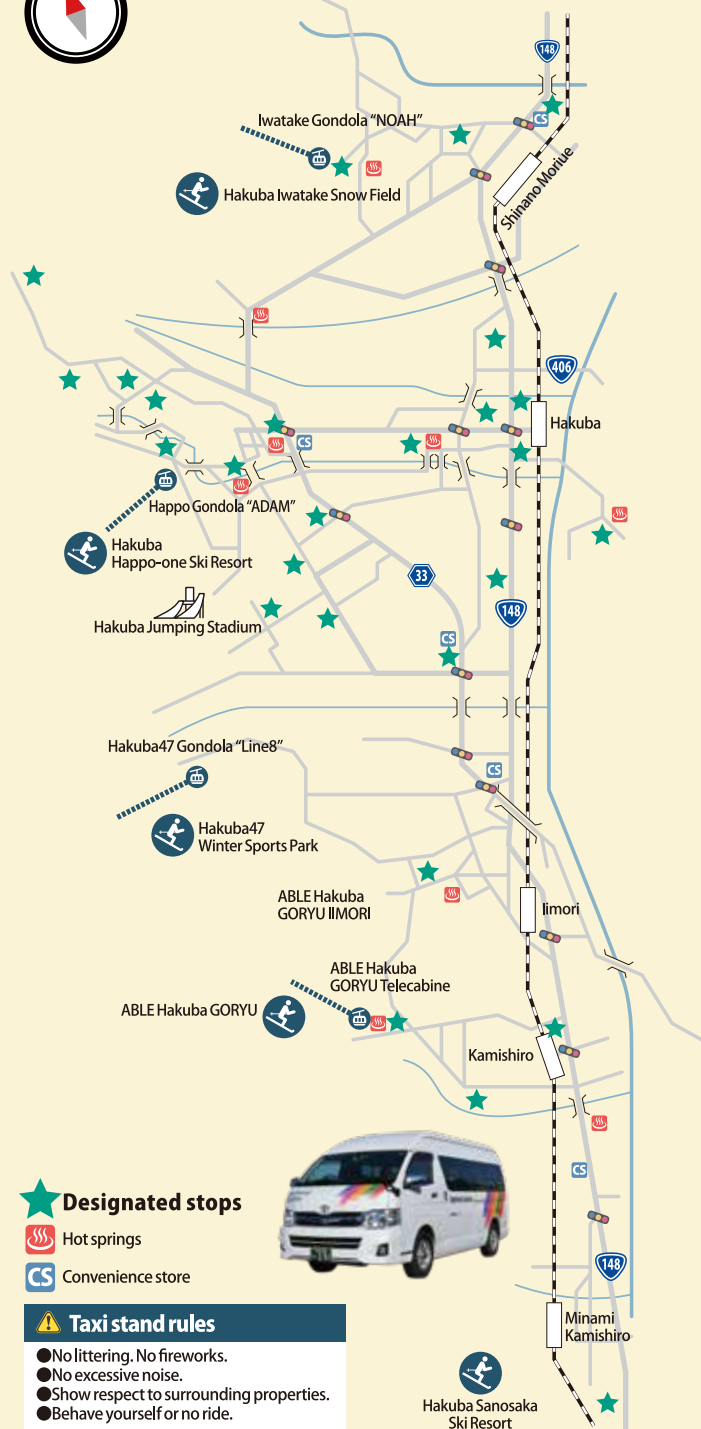 148
Iwatake Gondola “NOAH”
CS
Shinano Moriue
Hakuba Iwatake Snow Field
406
Hakuba
CS
Happo Gondola “ADAM”
Hakuba
Happo-one Ski Resort
33
148
Hakuba Jumping Stadium
CS
Hakuba47 Gondola “Line8”
CS
Hakuba47
Winter Sports Park
ABLE Hakuba
GORYU IIMORI
Iimori
ABLE Hakuba
GORYU Telecabine
ABLE Hakuba GORYU
Kamishiro
CS
Designated stops
Hot springs
CS Convenience store
148
Taxi stand rules
●No littering. No fireworks.
●No excessive noise.
●Show respect to surrounding properties.
●Behave yourself or no ride.
Minami
Kamishiro
Hakuba Sanosaka
Ski Resort